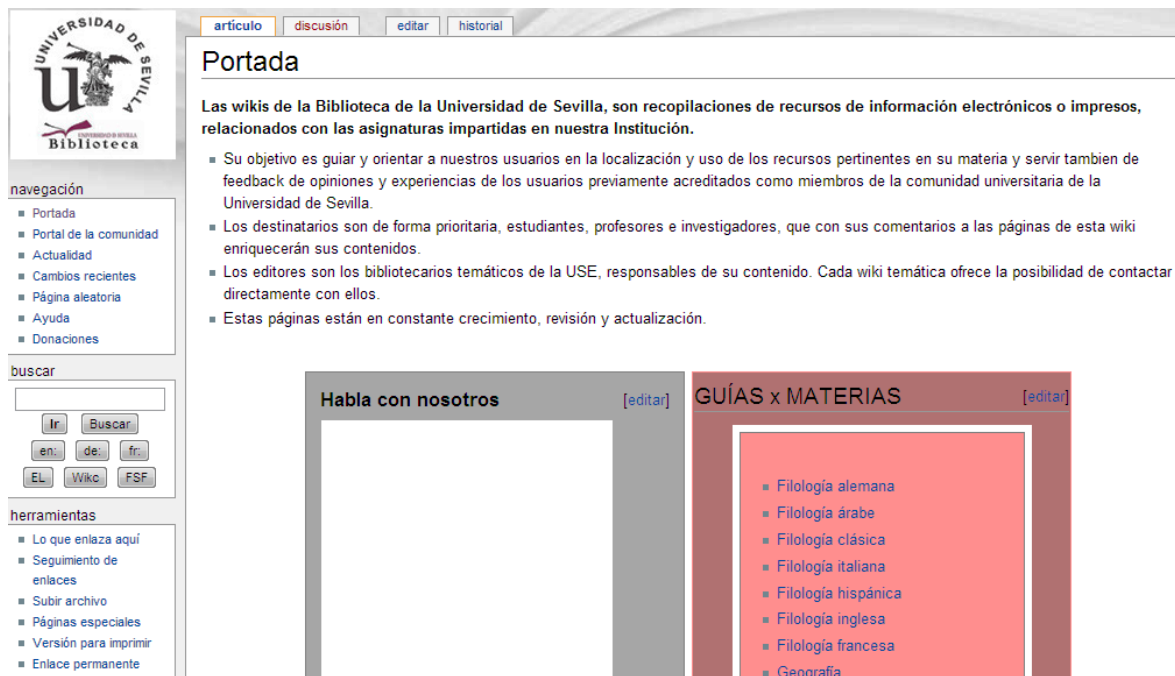 UNIVERSIDAD DE SEVILLA
US
UNIVERSIDAD DE SEVILLA
Biblioteca
navegación
Portada
Portal de la comunidad
Actualidad
Cambios recientes
Página aleatoria
Ayuda
Donaciones
buscar
Ir Buscar
en: de: fr:
EL Wikc FSF
herramientas
Lo que enlaza aquí
Seguimiento de
enlaces
Subir archivo
Páginas especiales
Versión para imprimir
Enlace permanente
artículo discusión editar historial
Portada
Las wikis de la Biblioteca de la Universidad de Sevilla, son recopilaciones de recursos de información electrónicos o impresos,
relacionados con las asignaturas impartidas en nuestra Institución.
Su objetivo es guiar y orientar a nuestros usuarios en la localización y uso de los recursos pertinentes en su materia y servir tambien de
feedback de opiniones y experiencias de los usuarios previamente acreditados como miembros de la comunidad universitaria de la
Universidad de Sevilla.
Los destinatarios son de forma prioritaria, estudiantes, profesores e investigadores, que con sus comentarios a las páginas de esta wiki
enriquecerán sus contenidos.
Los editores son los bibliotecarios temáticos de la USE, responsables de su contenido. Cada wiki temática ofrece la posibilidad de contactar
directamente con ellos.
Estas páginas están en constante crecimiento, revisión y actualización.
Habla con nosotros [editar]
GUÍAS x MATERIAS [editar]
Filología alemana
Filología árabe
Filología clásica
Filología italiana
Filología hispánica
Filología inglesa
Filología francesa
Geografía